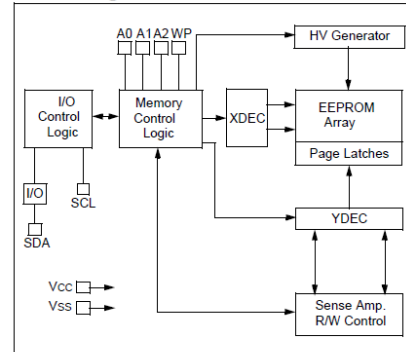 A0 A1 A2 WP
HV Generator
I/O
Control
Logic
Memory
Control
Logic
XDEC
EEPROM
Array
Page Latches
I/O
SCL
SDA
YDEC
Vcc
Vss
Sense Amp.
R/W Control